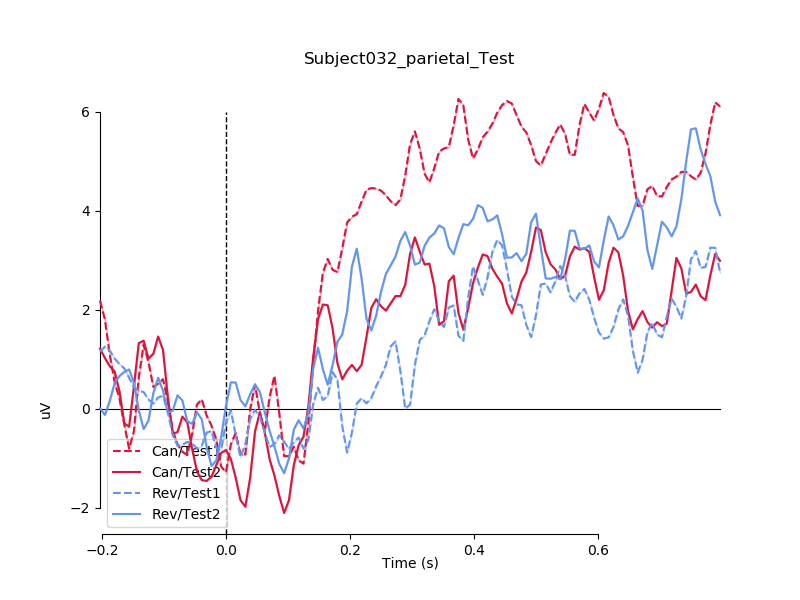 Subject032_parietal_Test
6
4
2
0
−2
uV
Can/Test1
Can/Test2
Rev/Test1
Rev/Test2
−0.2
0.0
0.2
0.4
0.6
Time (s)